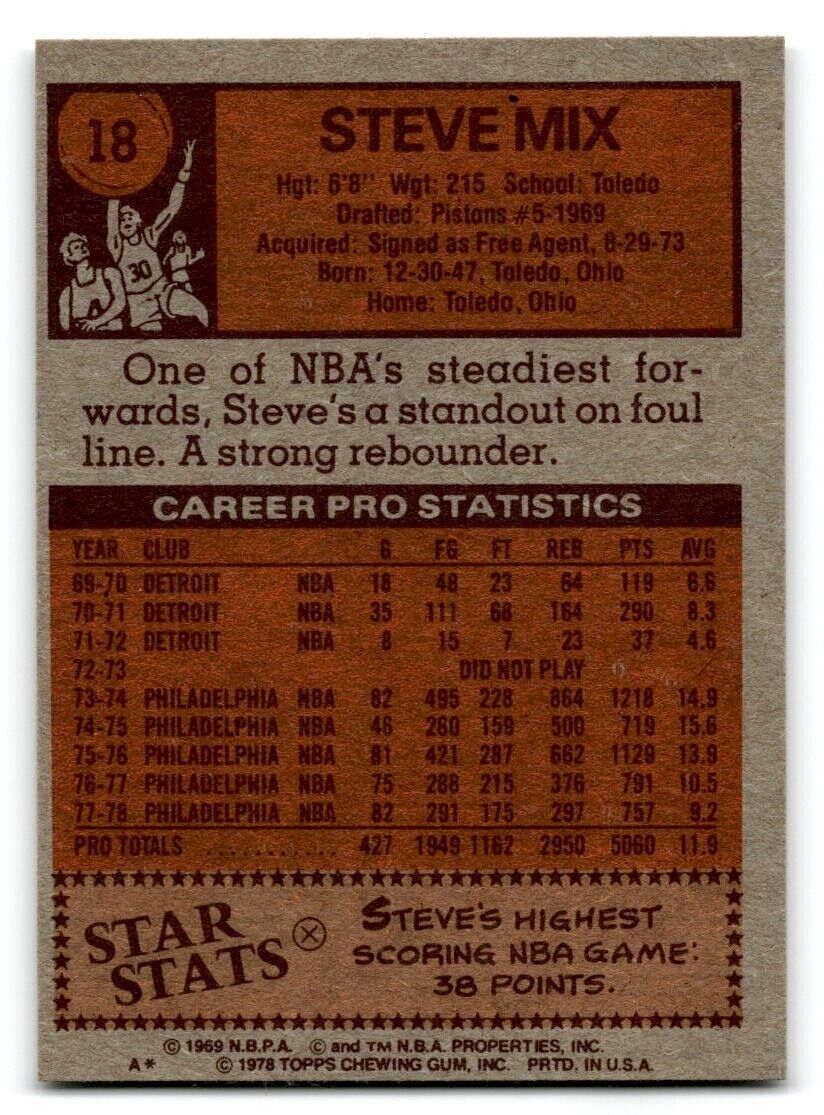 18
30
STEVE MIX
Hgt: 6'8" Wgt: 215 School: Toledo
Drafted: Pistons #5-1969
Acquired: Signed as Free Agent, 8-29-73
Born: 12-30-47, Toledo, Ohio
Home: Toledo, Ohio
One of NBA's steadiest for-
wards, Steve's a standout on foul
line. A strong rebounder.
CAREER PRO STATISTICS
YEAR CLUB G FG FT REB PTS AVG
69-70 DETROIT NBA 18 48 23 64 119 6.6
70-71 DETROIT NBA 35 111 68 164 290 8.3
71-72 DETROIT NBA 8 15 7 23 37 4.6
72-73 DID NOT PLAY
73-74 PHILADELPHIA NBA 82 495 228 864 1218 14.9
74-75 PHILADELPHIA NBA 46 260 159 500 719 15.6
75-76 PHILADELPHIA NBA 81 421 287 662 1129 13.9
76-77 PHILADELPHIA NBA 75 288 215 376 791 10.5
77-78 PHILADELPHIA NBA 82 291 175 297 757 9.2
PRO TOTALS ............ 427 1949 1162 2950 5060 11.9
STAR STATS
STEVE'S HIGHEST
SCORING NBA GAME:
38 POINTS.
© 1969 N.B.P.A. © and TM N.B.A. PROPERTIES, INC.
A* © 1978 TOPPS CHEWING GUM, INC. PRTD. IN U.S.A.